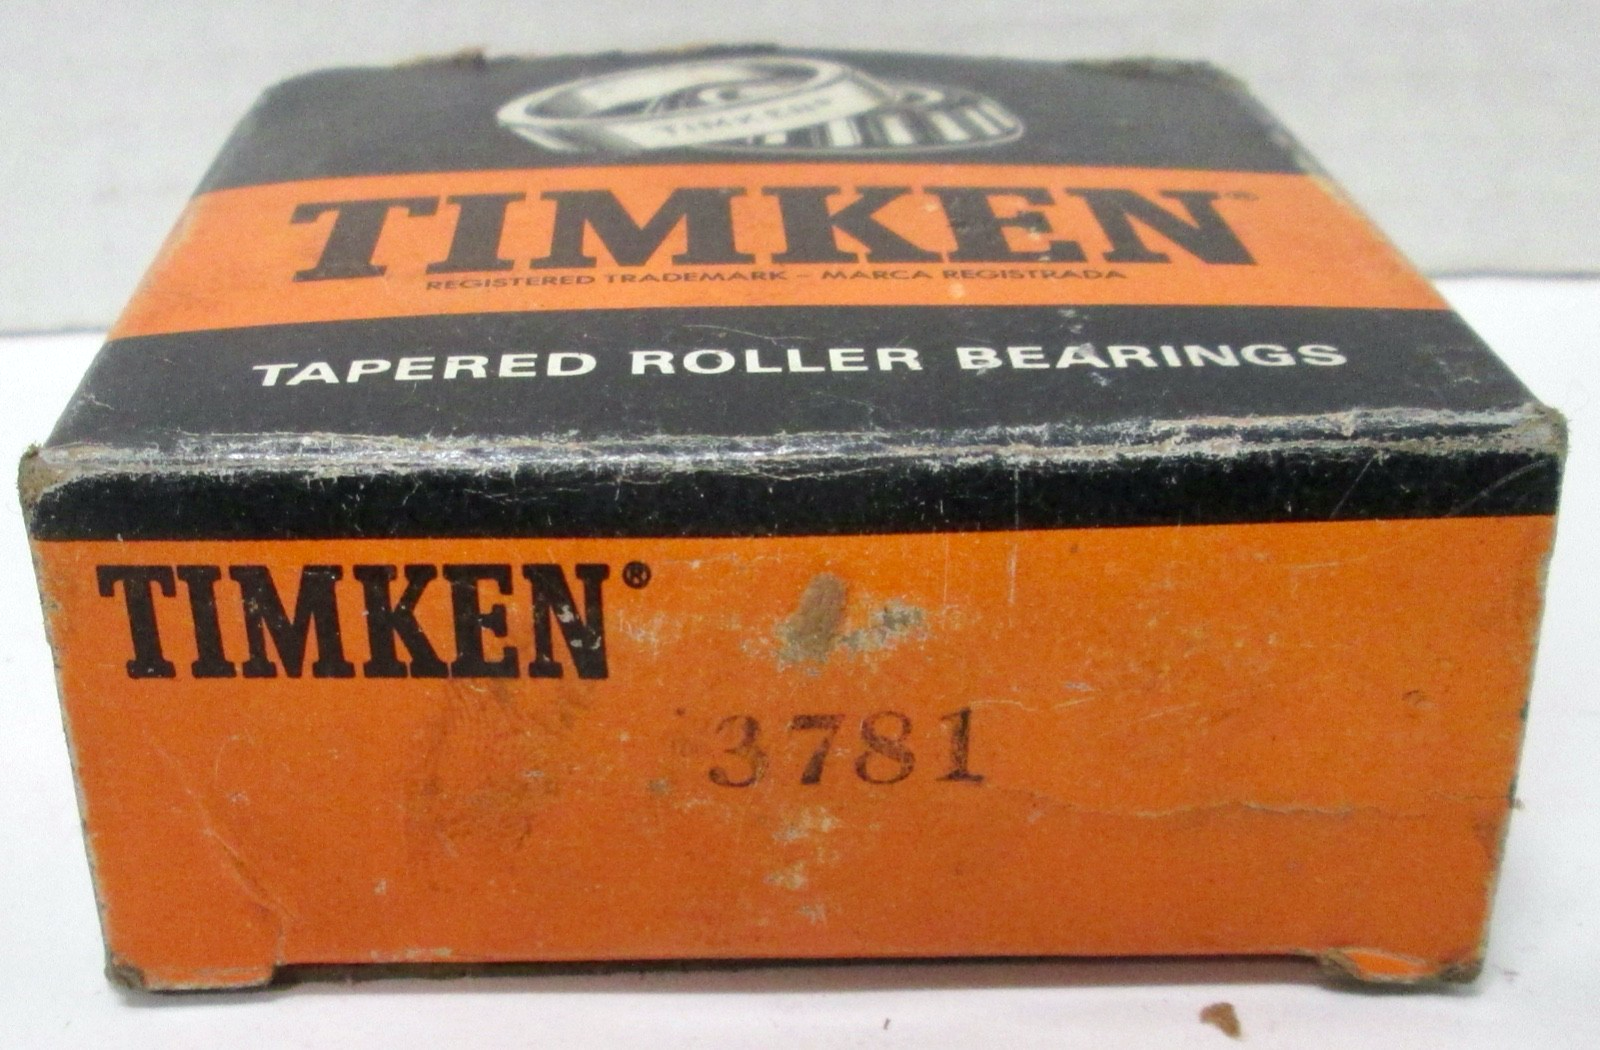 TIMKEN
TIMKEN®
REGISTERED TRADEMARK – MARCA REGISTRADA
TAPERED ROLLER BEARINGS
TIMKEN®
3781